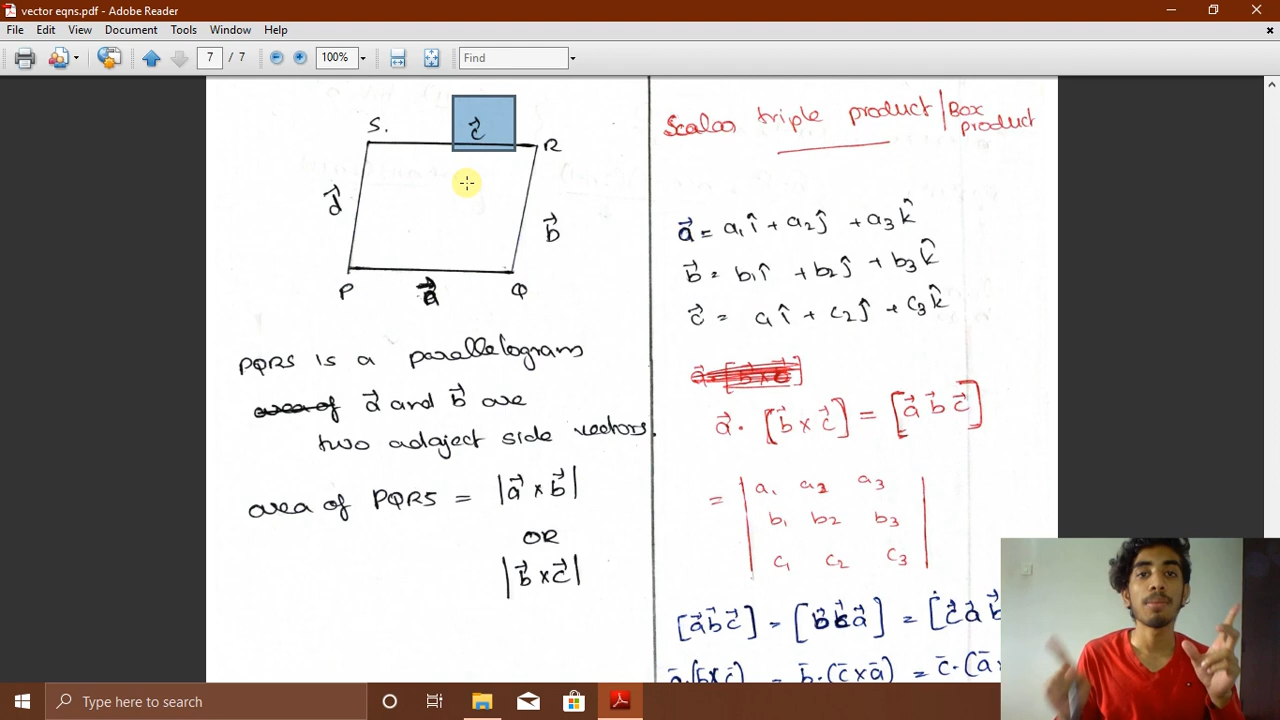 vector eqns.pdf - Adobe Reader
File Edit View Document Tools Window Help
7 / 7 100% Find
S. c⃗ R
d⃗ b⃗
P a⃗ Q
PQRS is a parallelogram
area of a⃗ and b⃗ are
two adaject side vectors.
area of PQRS = |a⃗ × b⃗|
OR
|b⃗ × c⃗|
Scalar triple product / Box
product
a⃗ = a₁î + a₂ĵ + a₃k̂
b⃗ = b₁î + b₂ĵ + b₃k̂
c⃗ = c₁î + c₂ĵ + c₃k̂
a⃗ · [b⃗ × c⃗] = [a⃗ b⃗ c⃗]
= | a₁ a₂ a₃
b₁ b₂ b₃
c₁ c₂ c₃ |
[a⃗ b⃗ c⃗] = [b⃗ c⃗ a⃗] = [c⃗ a⃗ b⃗
a̅·(b̅×c̅) = b̅·(c̅×a̅) = c̅·(a̅×
Type here to search